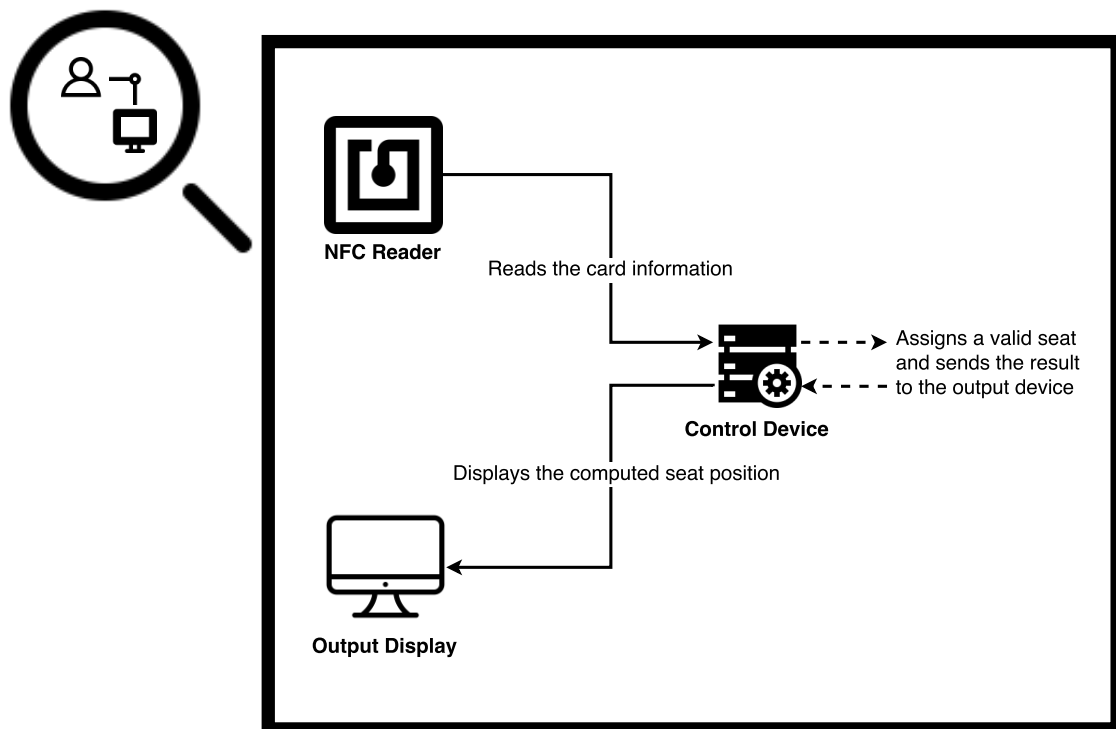 NFC Reader
Reads the card information
Assigns a valid seat
and sends the result
to the output device
Control Device
Displays the computed seat position
Output Display